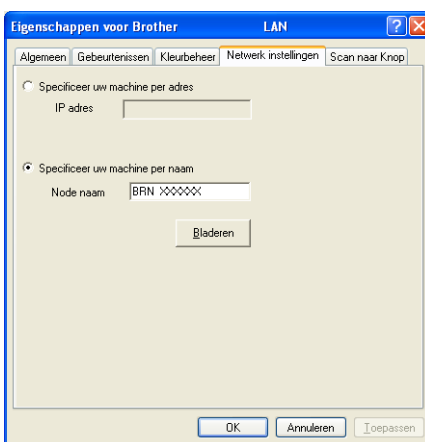 Eigenschappen voor Brother LAN
Algemeen Gebeurtenissen Kleurbeheer Netwerk instellingen Scan naar Knop
Specificeer uw machine per adres
IP adres
Specificeer uw machine per naam
Node naam BRN XXXXXX
Bladeren
OK Annuleren Toepassen